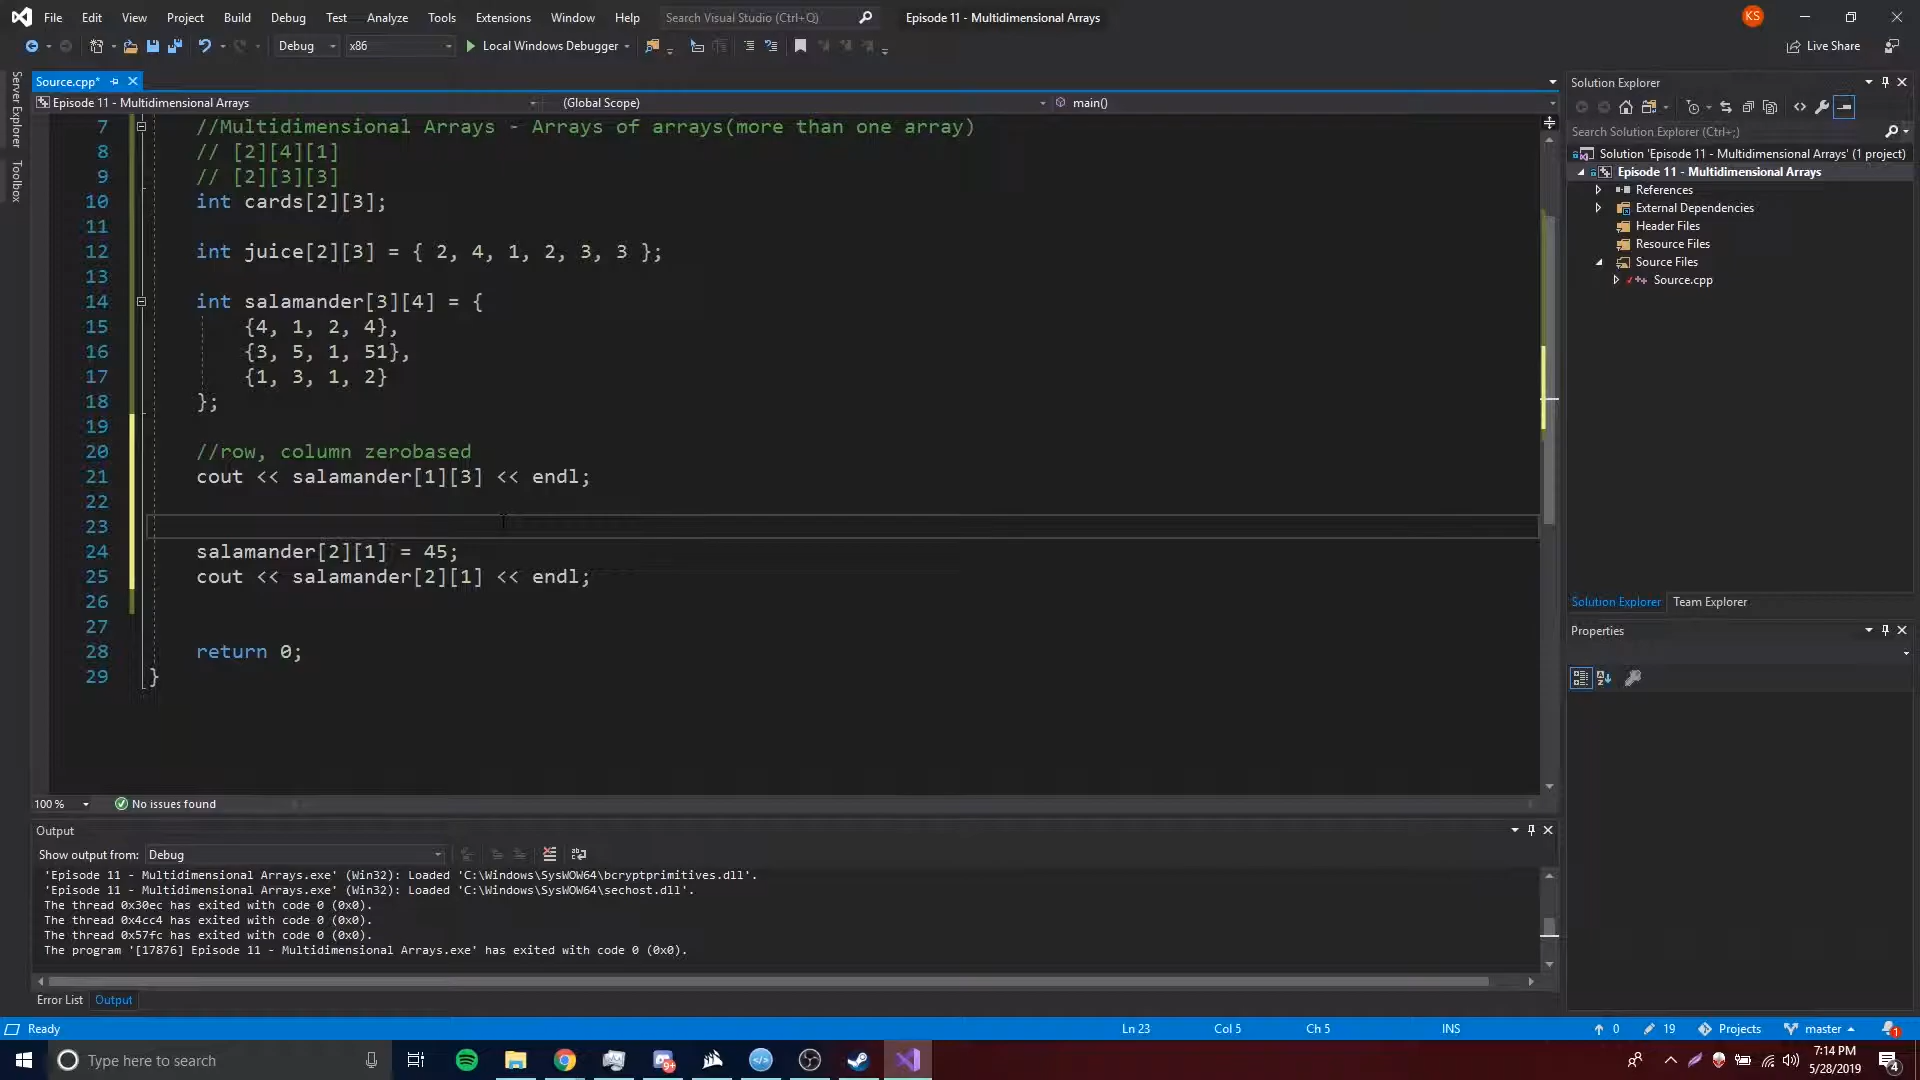 File Edit View Project Build Debug Test Analyze Tools Extensions Window Help Search Visual Studio (Ctrl+Q) Episode 11 - Multidimensional Arrays KS
Debug x86 Local Windows Debugger Live Share
Source.cpp*
Episode 11 - Multidimensional Arrays (Global Scope) main()
Server Explorer
Toolbox
7 //Multidimensional Arrays - Arrays of arrays(more than one array)
8 // [2][4][1]
9 // [2][3][3]
10 int cards[2][3];
11
12 int juice[2][3] = { 2, 4, 1, 2, 3, 3 };
13
14 int salamander[3][4] = {
15 {4, 1, 2, 4},
16 {3, 5, 1, 51},
17 {1, 3, 1, 2}
18 };
19
20 //row, column zerobased
21 cout << salamander[1][3] << endl;
22
23
24 salamander[2][1] = 45;
25 cout << salamander[2][1] << endl;
26
27
28 return 0;
29 }
100 % No issues found
Output
Show output from: Debug
'Episode 11 - Multidimensional Arrays.exe' (Win32): Loaded 'C:\Windows\SysWOW64\bcryptprimitives.dll'.
'Episode 11 - Multidimensional Arrays.exe' (Win32): Loaded 'C:\Windows\SysWOW64\sechost.dll'.
The thread 0x30ec has exited with code 0 (0x0).
The thread 0x4cc4 has exited with code 0 (0x0).
The thread 0x57fc has exited with code 0 (0x0).
The program '[17876] Episode 11 - Multidimensional Arrays.exe' has exited with code 0 (0x0).
Error List Output
Solution Explorer
Search Solution Explorer (Ctrl+;)
Solution 'Episode 11 - Multidimensional Arrays' (1 project)
Episode 11 - Multidimensional Arrays
References
External Dependencies
Header Files
Resource Files
Source Files
Source.cpp
Solution Explorer Team Explorer
Properties
Ready Ln 23 Col 5 Ch 5 INS 0 19 Projects master 1
Type here to search 9+ 7:14 PM
5/28/2019 4